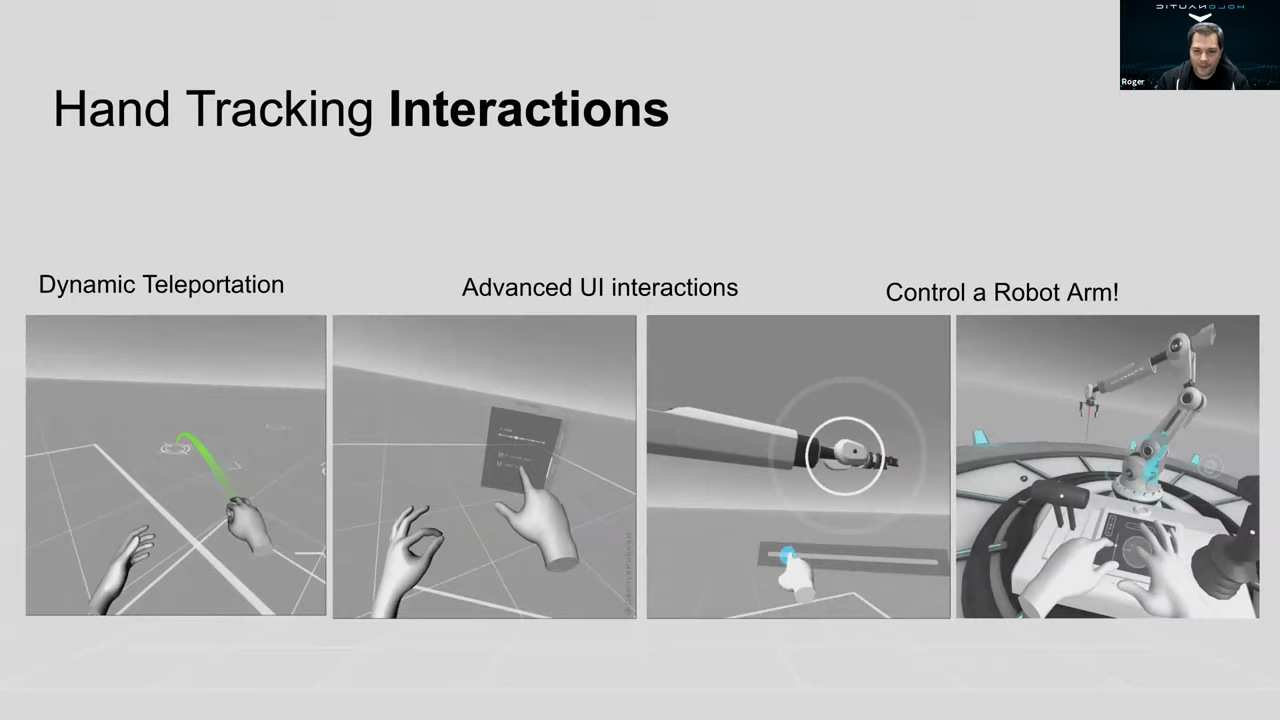 Hand Tracking Interactions
Roger
Dynamic Teleportation
Advanced UI interactions
Control a Robot Arm!